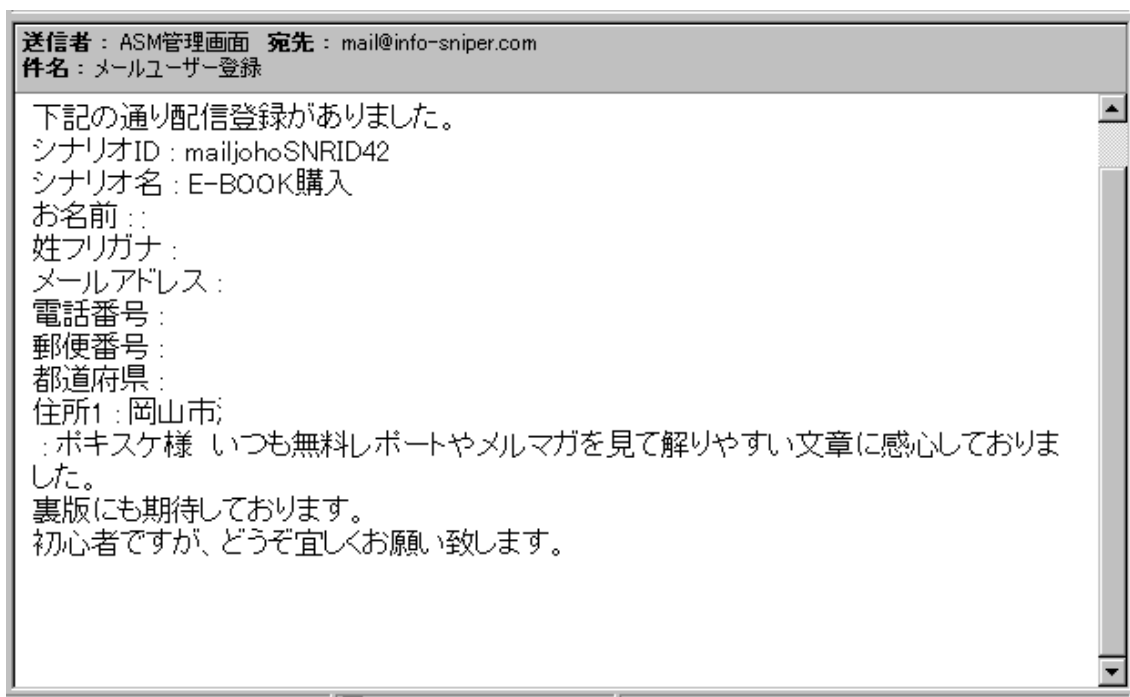 送信者： ASM管理画面 宛先： mail@info-sniper.com
件名：メールユーザー登録
下記の通り配信登録がありました。
シナリオID : mailjohoSNRID42
シナリオ名 : E-BOOK購入
お名前 : :
姓フリガナ :
メールアドレス :
電話番号 :
郵便番号 :
都道府県 :
住所1 : 岡山市;
: ポキスケ様 いつも無料レポートやメルマガを見て解りやすい文章に感心しておりま
した。
裏版にも期待しております。
初心者ですが、どうぞ宜しくお願い致します。